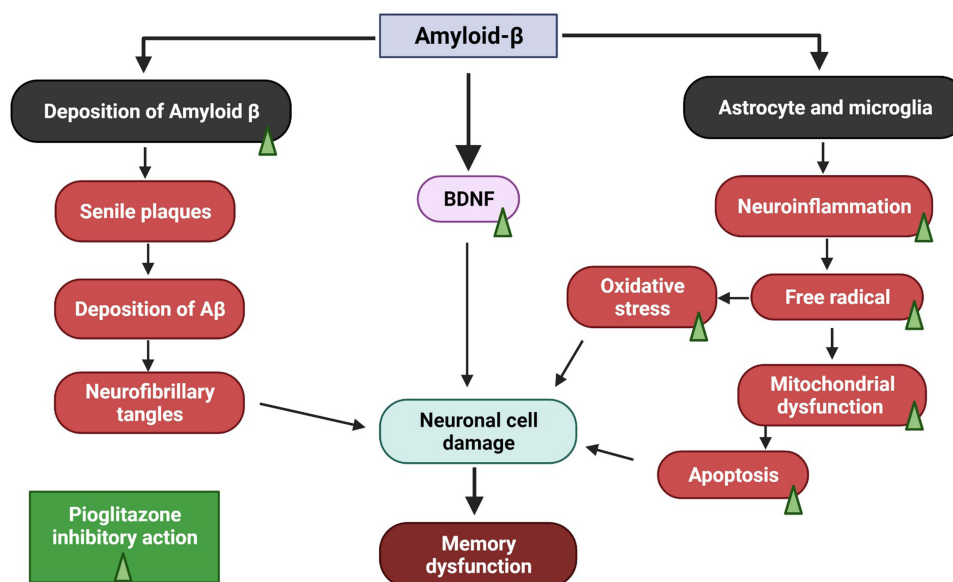 Amyloid-β
Deposition of Amyloid β
Astrocyte and microglia
Senile plaques
BDNF
Neuroinflammation
Deposition of Aβ
Oxidative
stress
Free radical
Neurofibrillary
tangles
Mitochondrial
dysfunction
Neuronal cell
damage
Apoptosis
Pioglitazone
inhibitory action
Memory
dysfunction